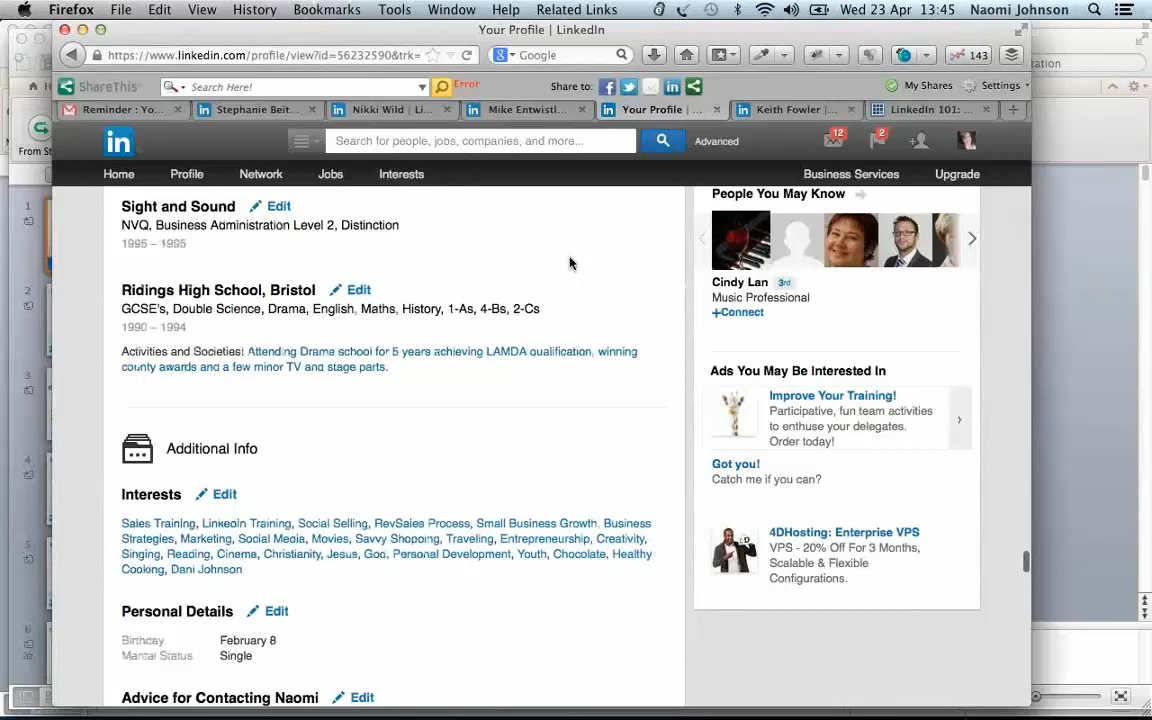 Firefox File Edit View History Bookmarks Tools Window Help Related Links Wed 23 Apr 13:45 Naomi Johnson
Your Profile | LinkedIn
https://www.linkedin.com/profile/view?id=56232590&trk= Google 143
ShareThis Search Here! Error Share to: My Shares Settings
Reminder : Yo... Stephanie Beit... Nikki Wild | Li... Mike Entwistl... Your Profile | ... Keith Fowler |... LinkedIn 101:...
From St
in Search for people, jobs, companies, and more... Advanced 12 2
Home Profile Network Jobs Interests Business Services Upgrade
Sight and Sound Edit
NVQ, Business Administration Level 2, Distinction
1995 – 1995
Ridings High School, Bristol Edit
GCSE's, Double Science, Drama, English, Maths, History, 1-As, 4-Bs, 2-Cs
1990 – 1994
Activities and Societies: Attending Drama school for 5 years achieving LAMDA qualification, winning
county awards and a few minor TV and stage parts.
Additional Info
Interests Edit
Sales Training, Linkedin Training, Social Selling, RevSales Process, Small Business Growth, Business
Strategies, Marketing, Social Media, Movies, Savvy Shopping, Traveling, Entrepreneurship, Creativity,
Singing, Reading, Cinema, Christianity, Jesus, God, Personal Development, Youth, Chocolate, Healthy
Cooking, Dani Johnson
Personal Details Edit
Birthday February 8
Marital Status Single
Advice for Contacting Naomi Edit
People You May Know
Cindy Lan 3rd
Music Professional
+Connect
Ads You May Be Interested In
Improve Your Training!
Participative, fun team activities
to enthuse your delegates.
Order today!
Got you!
Catch me if you can?
4DHosting: Enterprise VPS
VPS - 20% Off For 3 Months,
Scalable & Flexible
Configurations.
1
2
3
4
5
6